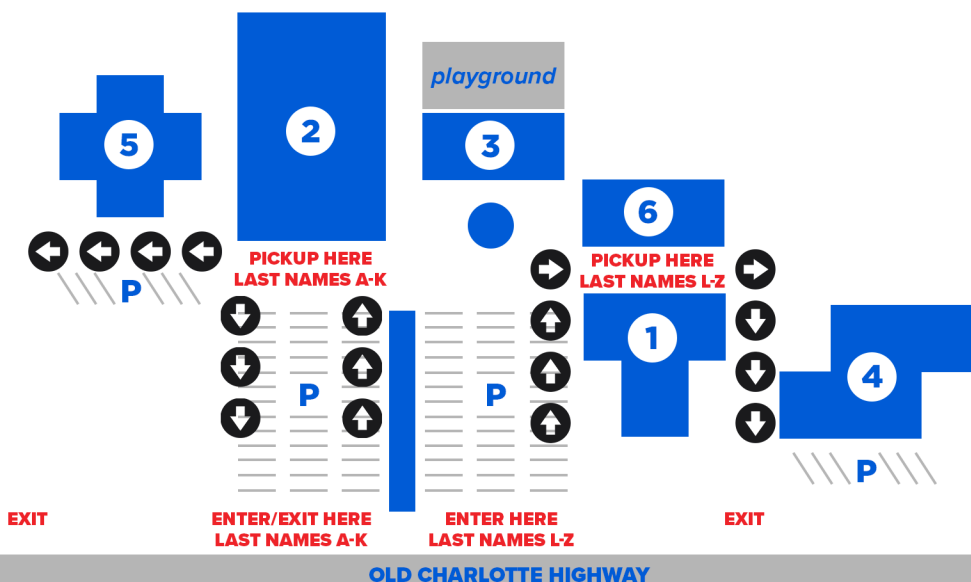 playground
2
5
3
6
PICKUP HERE
LAST NAMES A-K
PICKUP HERE
LAST NAMES L-Z
P
1
4
P
P
P
EXIT
ENTER/EXIT HERE
LAST NAMES A-K
ENTER HERE
LAST NAMES L-Z
EXIT
OLD CHARLOTTE HIGHWAY